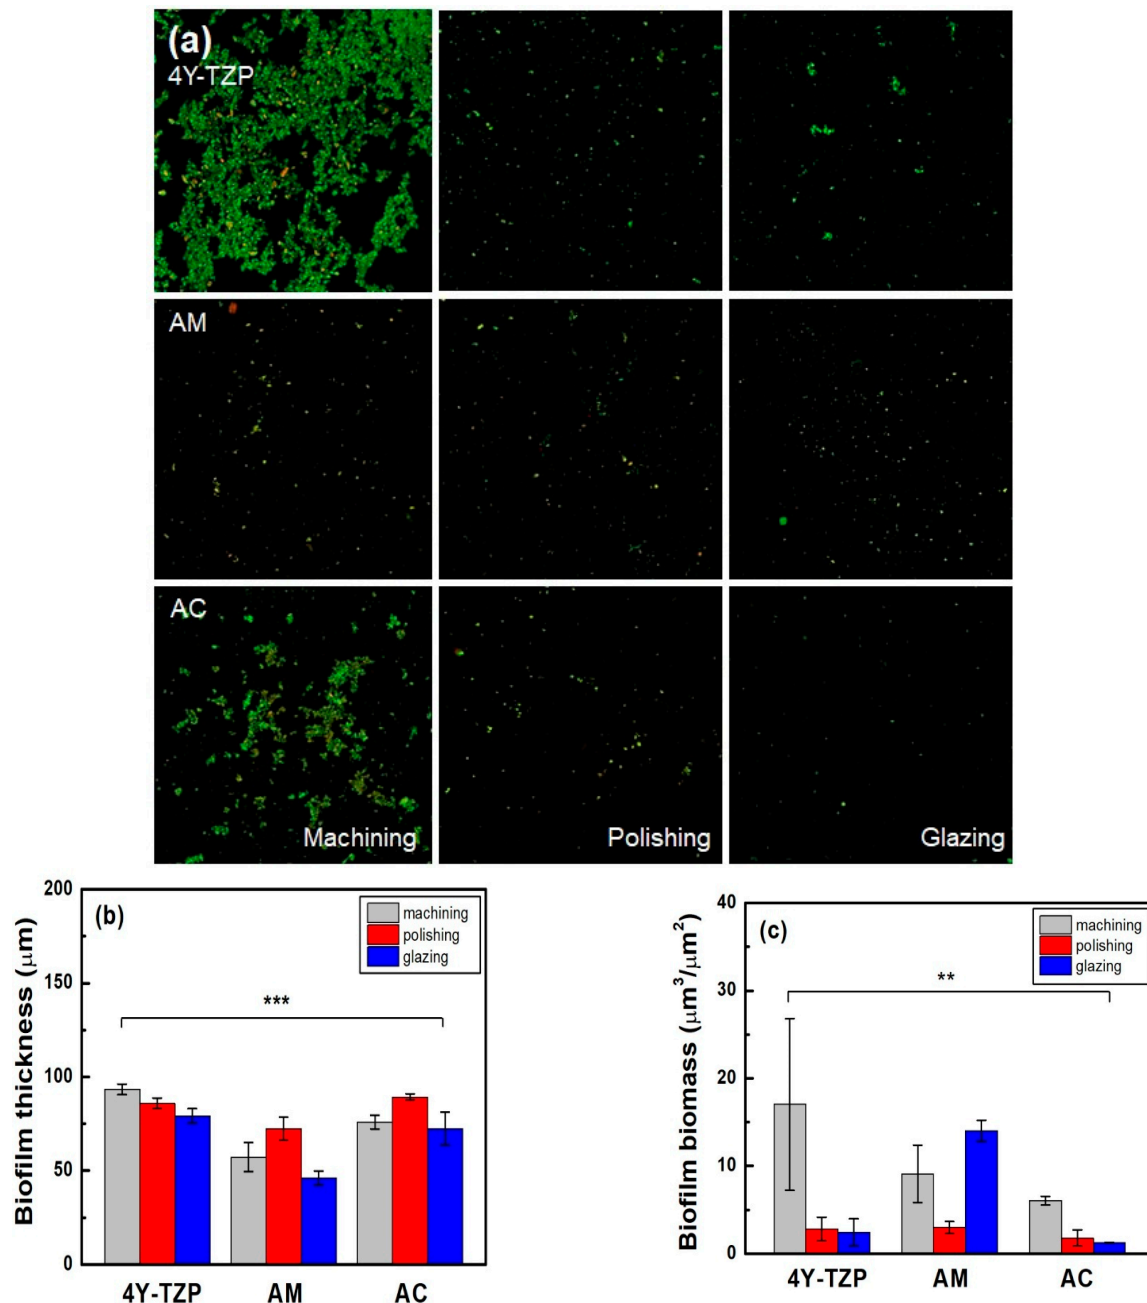 (a)
4Y-TZP
AM
AC
Machining
Polishing
Glazing
200
150
100
50
0
Biofilm thickness (μm)
(b)
machining
polishing
glazing
***
4Y-TZP
AM
AC
40
30
20
10
0
Biofilm biomass (μm³/μm²)
(c)
machining
polishing
glazing
**
4Y-TZP
AM
AC